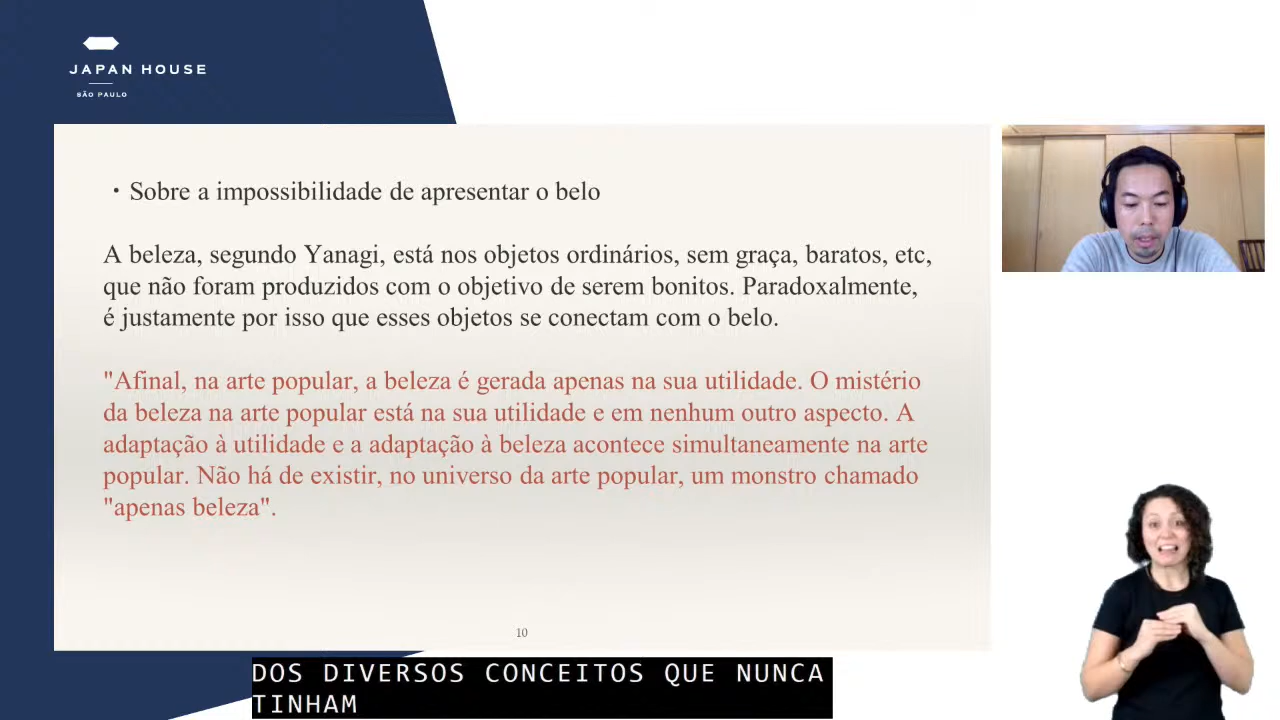 JAPAN HOUSE
SÃO PAULO
・Sobre a impossibilidade de apresentar o belo
A beleza, segundo Yanagi, está nos objetos ordinários, sem graça, baratos, etc,
que não foram produzidos com o objetivo de serem bonitos. Paradoxalmente,
é justamente por isso que esses objetos se conectam com o belo.
"Afinal, na arte popular, a beleza é gerada apenas na sua utilidade. O mistério
da beleza na arte popular está na sua utilidade e em nenhum outro aspecto. A
adaptação à utilidade e a adaptação à beleza acontece simultaneamente na arte
popular. Não há de existir, no universo da arte popular, um monstro chamado
"apenas beleza".
10
DOS DIVERSOS CONCEITOS QUE NUNCA
TINHAM